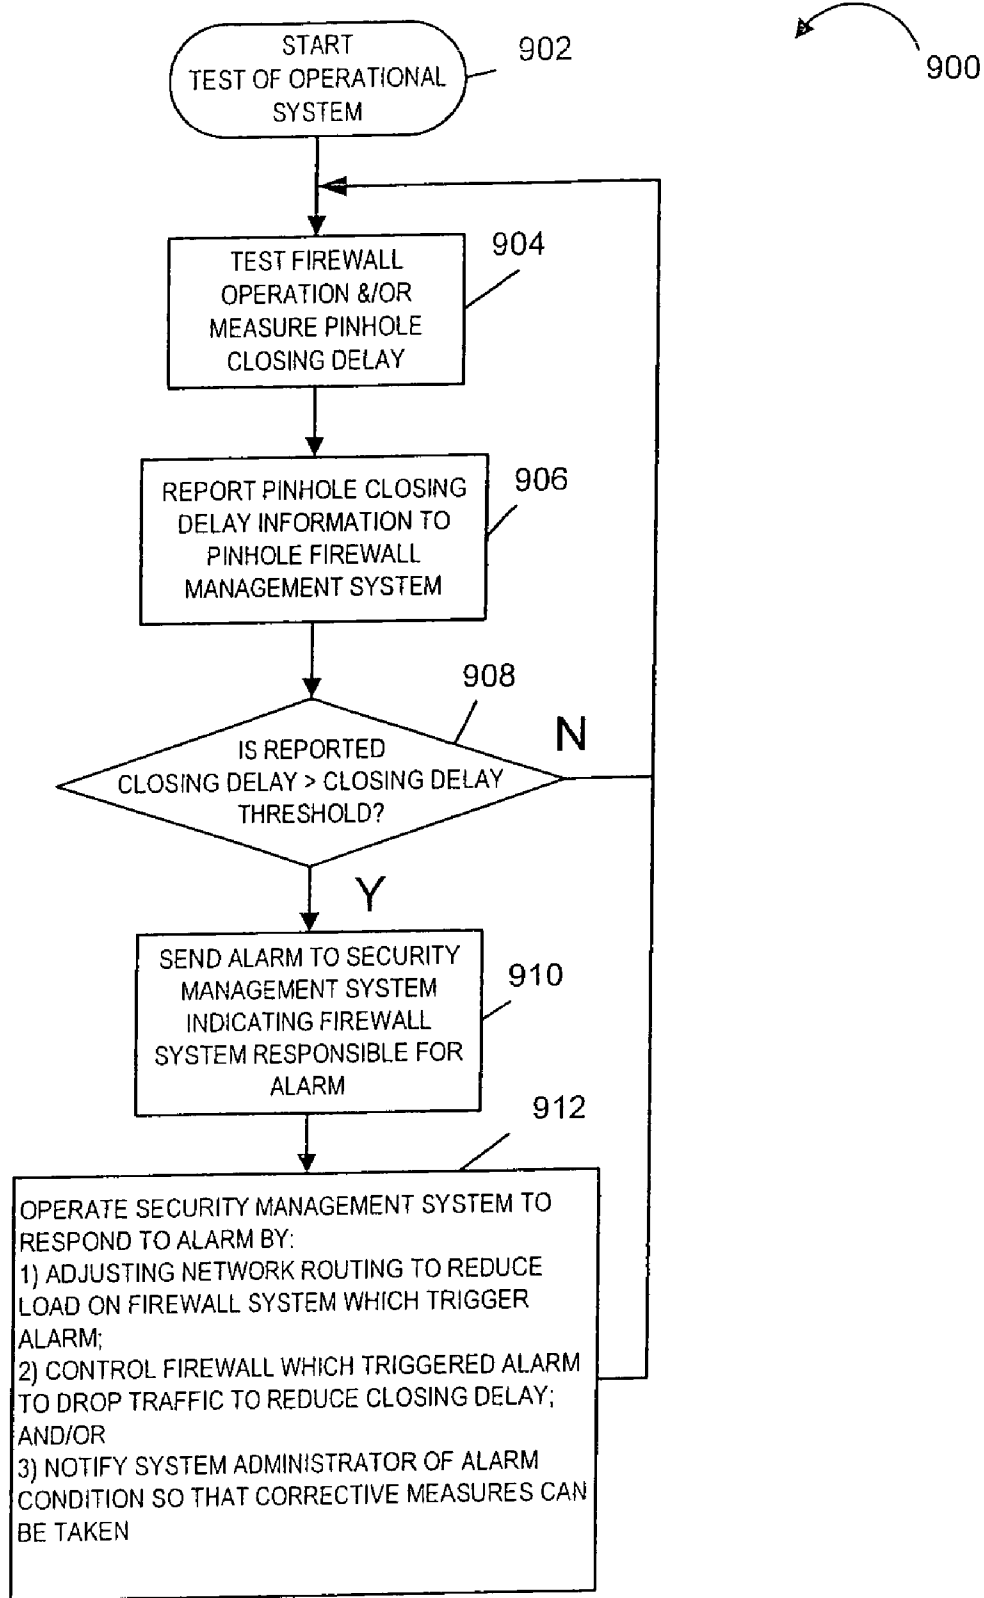 START
TEST OF OPERATIONAL
SYSTEM
902
900
TEST FIREWALL
OPERATION &/OR
MEASURE PINHOLE
CLOSING DELAY
904
REPORT PINHOLE CLOSING
DELAY INFORMATION TO
PINHOLE FIREWALL
MANAGEMENT SYSTEM
906
IS REPORTED
CLOSING DELAY > CLOSING DELAY
THRESHOLD?
908
N
Y
SEND ALARM TO SECURITY
MANAGEMENT SYSTEM
INDICATING FIREWALL
SYSTEM RESPONSIBLE FOR
ALARM
910
912
OPERATE SECURITY MANAGEMENT SYSTEM TO
RESPOND TO ALARM BY:
1) ADJUSTING NETWORK ROUTING TO REDUCE
LOAD ON FIREWALL SYSTEM WHICH TRIGGER
ALARM;
2) CONTROL FIREWALL WHICH TRIGGERED ALARM
TO DROP TRAFFIC TO REDUCE CLOSING DELAY;
AND/OR
3) NOTIFY SYSTEM ADMINISTRATOR OF ALARM
CONDITION SO THAT CORRECTIVE MEASURES CAN
BE TAKEN